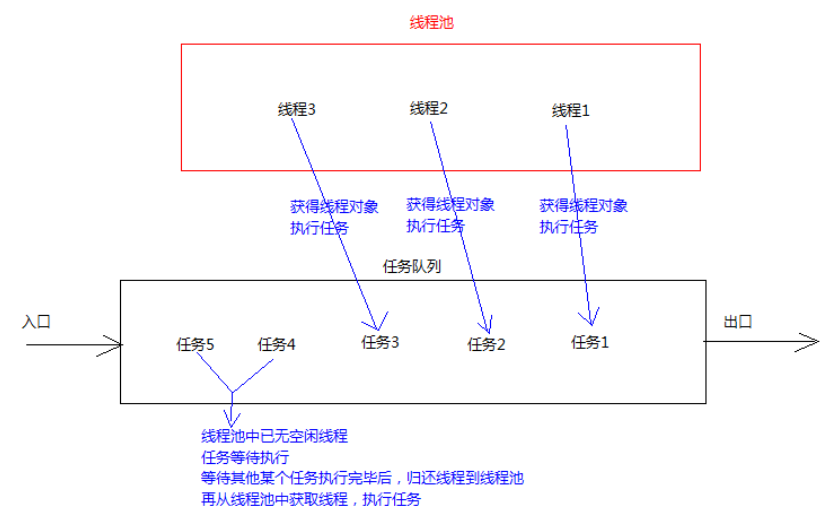 线程池
线程3
线程2
线程1
获得线程对象
执行任务
获得线程对象
执行任务
获得线程对象
执行任务
任务队列
入口
出口
任务5
任务4
任务3
任务2
任务1
线程池中已无空闲线程
任务等待执行
等待其他某个任务执行完毕后，归还线程到线程池
再从线程池中获取线程，执行任务